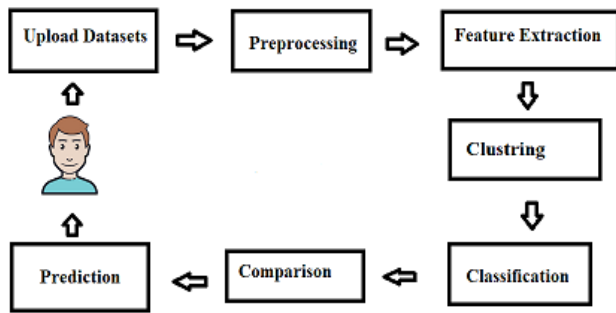 Upload Datasets
Preprocessing
Feature Extraction
Clustring
Classification
Comparison
Prediction